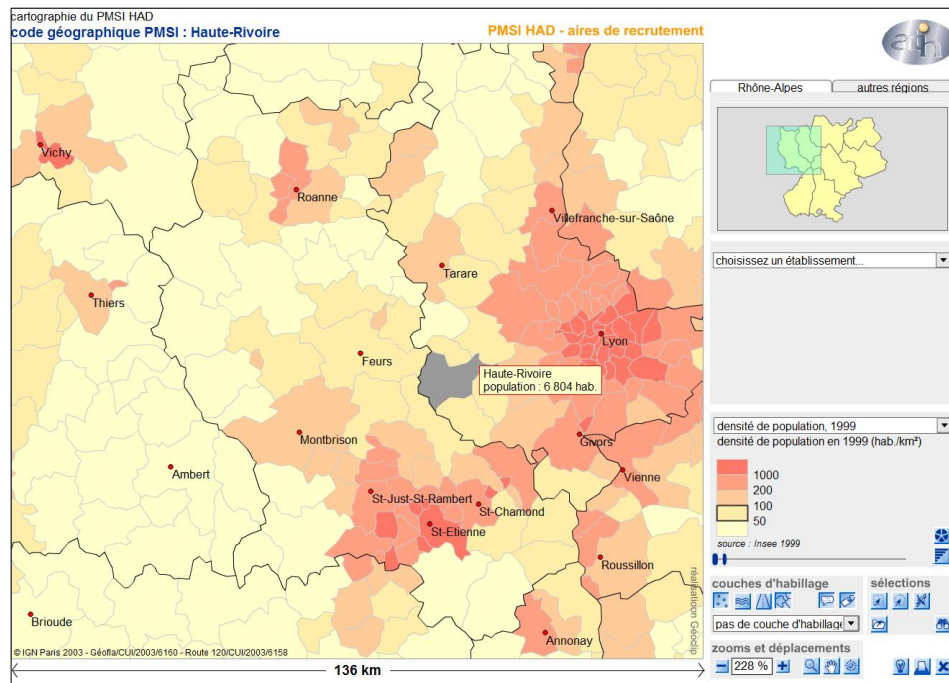 cartographie du PMSI HAD
code géographique PMSI : Haute-Rivoire
PMSI HAD - aires de recrutement
Rhône-Alpes
autres régions
Vichy
Roanne
Villefranche-sur-Saône
Tarare
choisissez un établissement...
Thiers
Lyon
Feurs
Haute-Rivoire
population : 6 804 hab.
densité de population, 1999
densité de population en 1999 (hab./km²)
Montbrison
Givors
Ambert
Vienne
1000
200
100
50
St-Just-St-Rambert
St-Chamond
St-Etienne
source : Insee 1999
Roussillon
couches d'habillage
sélections
réalisatioon Géoclip
Brioude
pas de couche d'habillage
Annonay
© IGN Paris 2003 - Géofla/CUI/2003/6160 - Route 120/CUI/2003/6158
zooms et déplacements
136 km
228 %